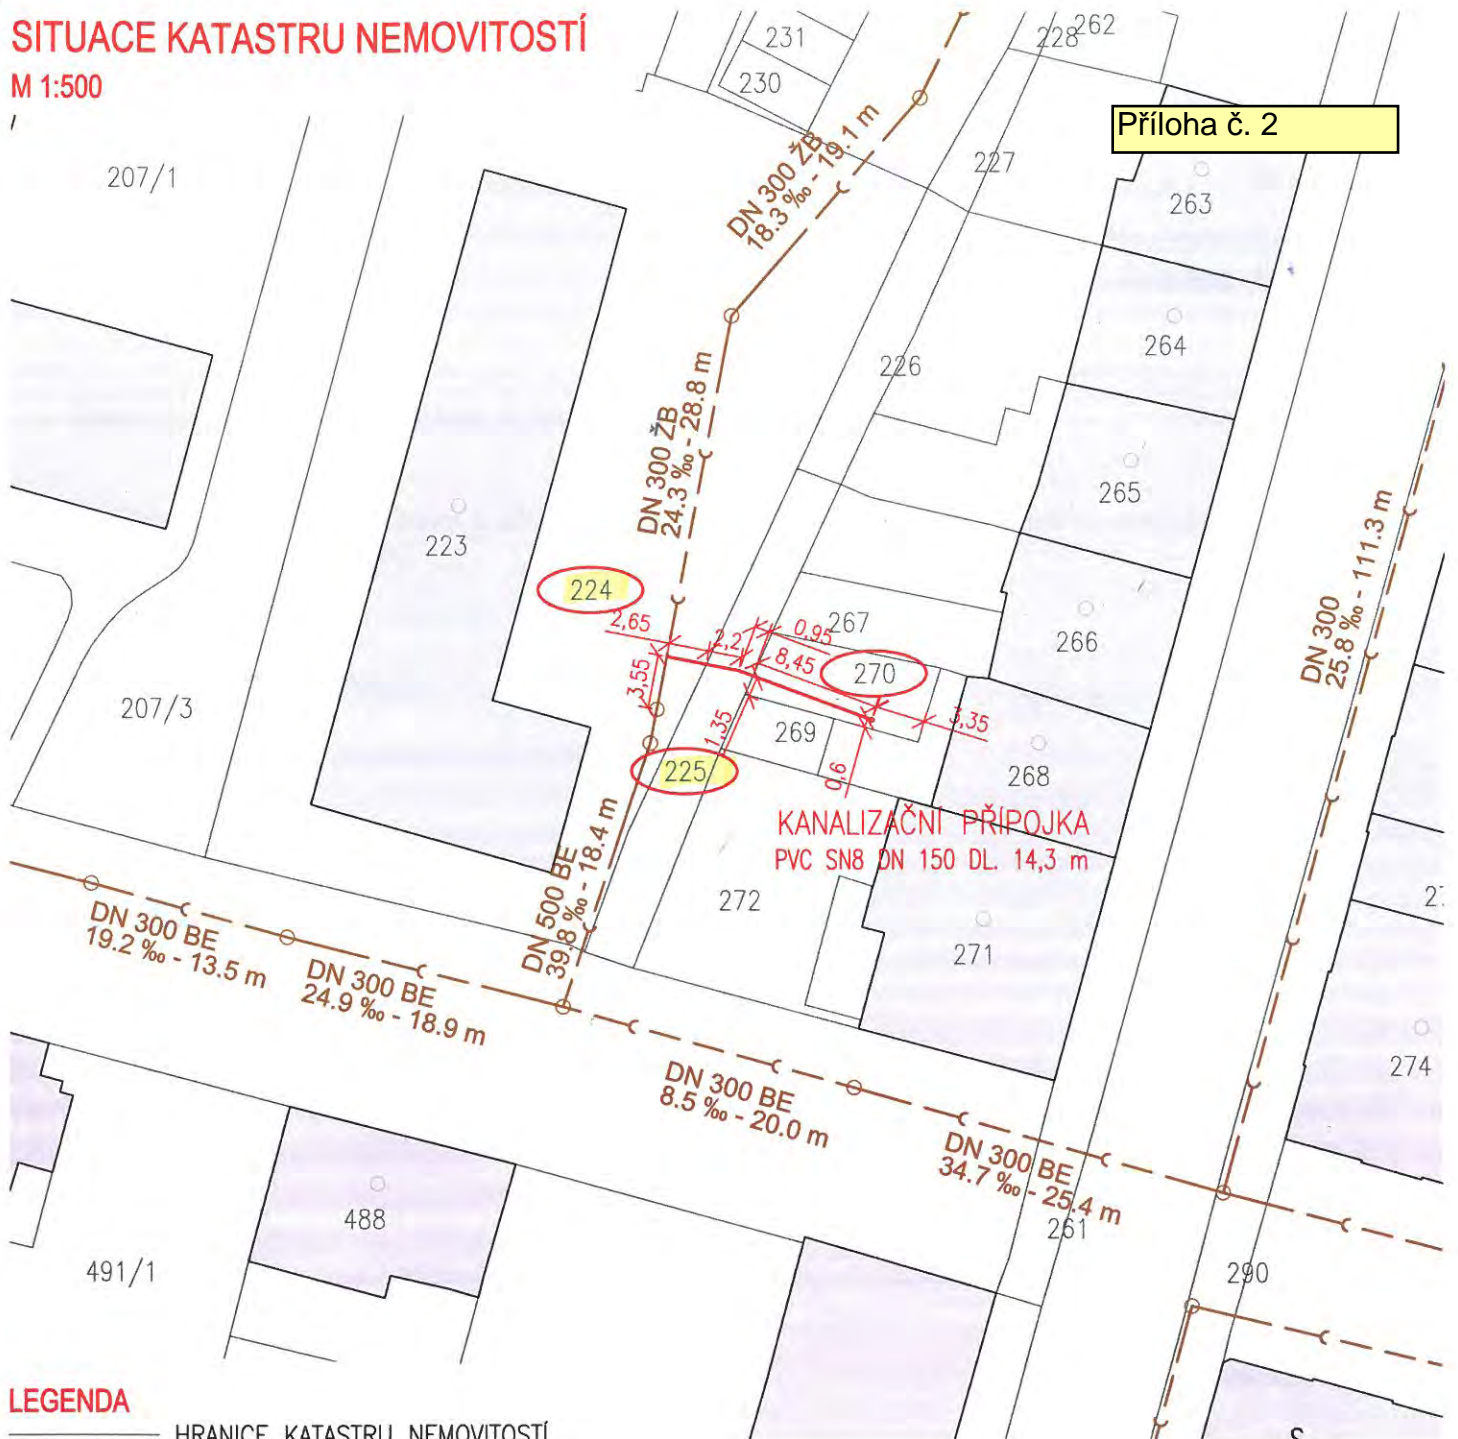 SITUACE KATASTRU NEMOVITOSTÍ
M 1:500
Příloha č. 2
231
230
228
262
207/1
DN 300 ŽB
18.3 ‰ - 19.1 m
227
263
264
226
DN 300 ŽB
24.3 ‰ - 28.8 m
265
223
224
DN 300
25.8 ‰ - 111.3 m
266
267
2,65
2,2
0,95
8,45
270
3,55
1,35
3,35
207/3
269
0,6
268
225
KANALIZAČNÍ PŘÍPOJKA
PVC SN8 DN 150 DL. 14,3 m
DN 500 BE
39.8 ‰ - 18.4 m
272
271
DN 300 BE
19.2 ‰ - 13.5 m
DN 300 BE
24.9 ‰ - 18.9 m
274
DN 300 BE
8.5 ‰ - 20.0 m
DN 300 BE
34.7 ‰ - 25.4 m
488
261
491/1
290
LEGENDA
HRANICE KATASTRU NEMOVITOSTÍ